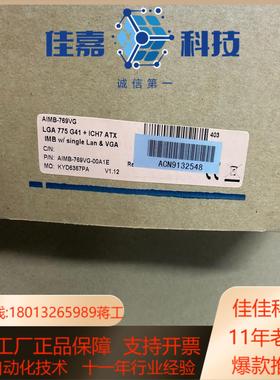 佳嘉 科技
诚信第一
AIMB-769VG
LGA 775 G41 + ICH7 ATX
IMB w/ single Lan & VGA
403
C/N:
P/N: AIMB-769VG-00A1E
MO: KYD6367PA
V1.12
ACN9132548
线:18013265989蒋工
佳佳科
工厂正品保障 支持开票
11年老
自动化技术 十一年行业经验
爆款推